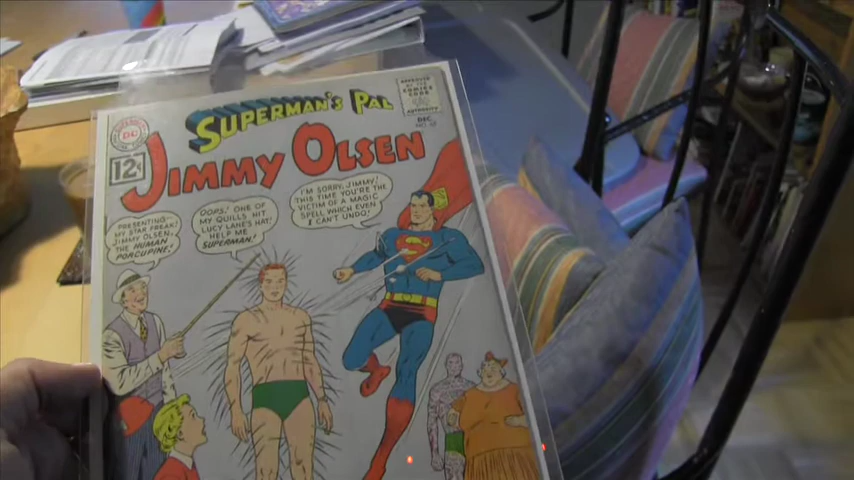 SUPERMAN'S PAL
APPROVED
BY THE
COMICS
CODE
AUTHORITY
DC
DEC.
12¢
JIMMY OLSEN
PRESENTING
MY STAR FREAK!
JIMMY OLSEN,
THE HUMAN
PORCUPINE!
OOPS! ONE OF
MY QUILLS HIT
LUCY LANE'S HAT!
HELP ME,
SUPERMAN!
I'M SORRY, JIMMY!
THIS TIME YOU'RE THE
VICTIM OF A MAGIC
SPELL WHICH EVEN
I CAN'T UNDO!
S